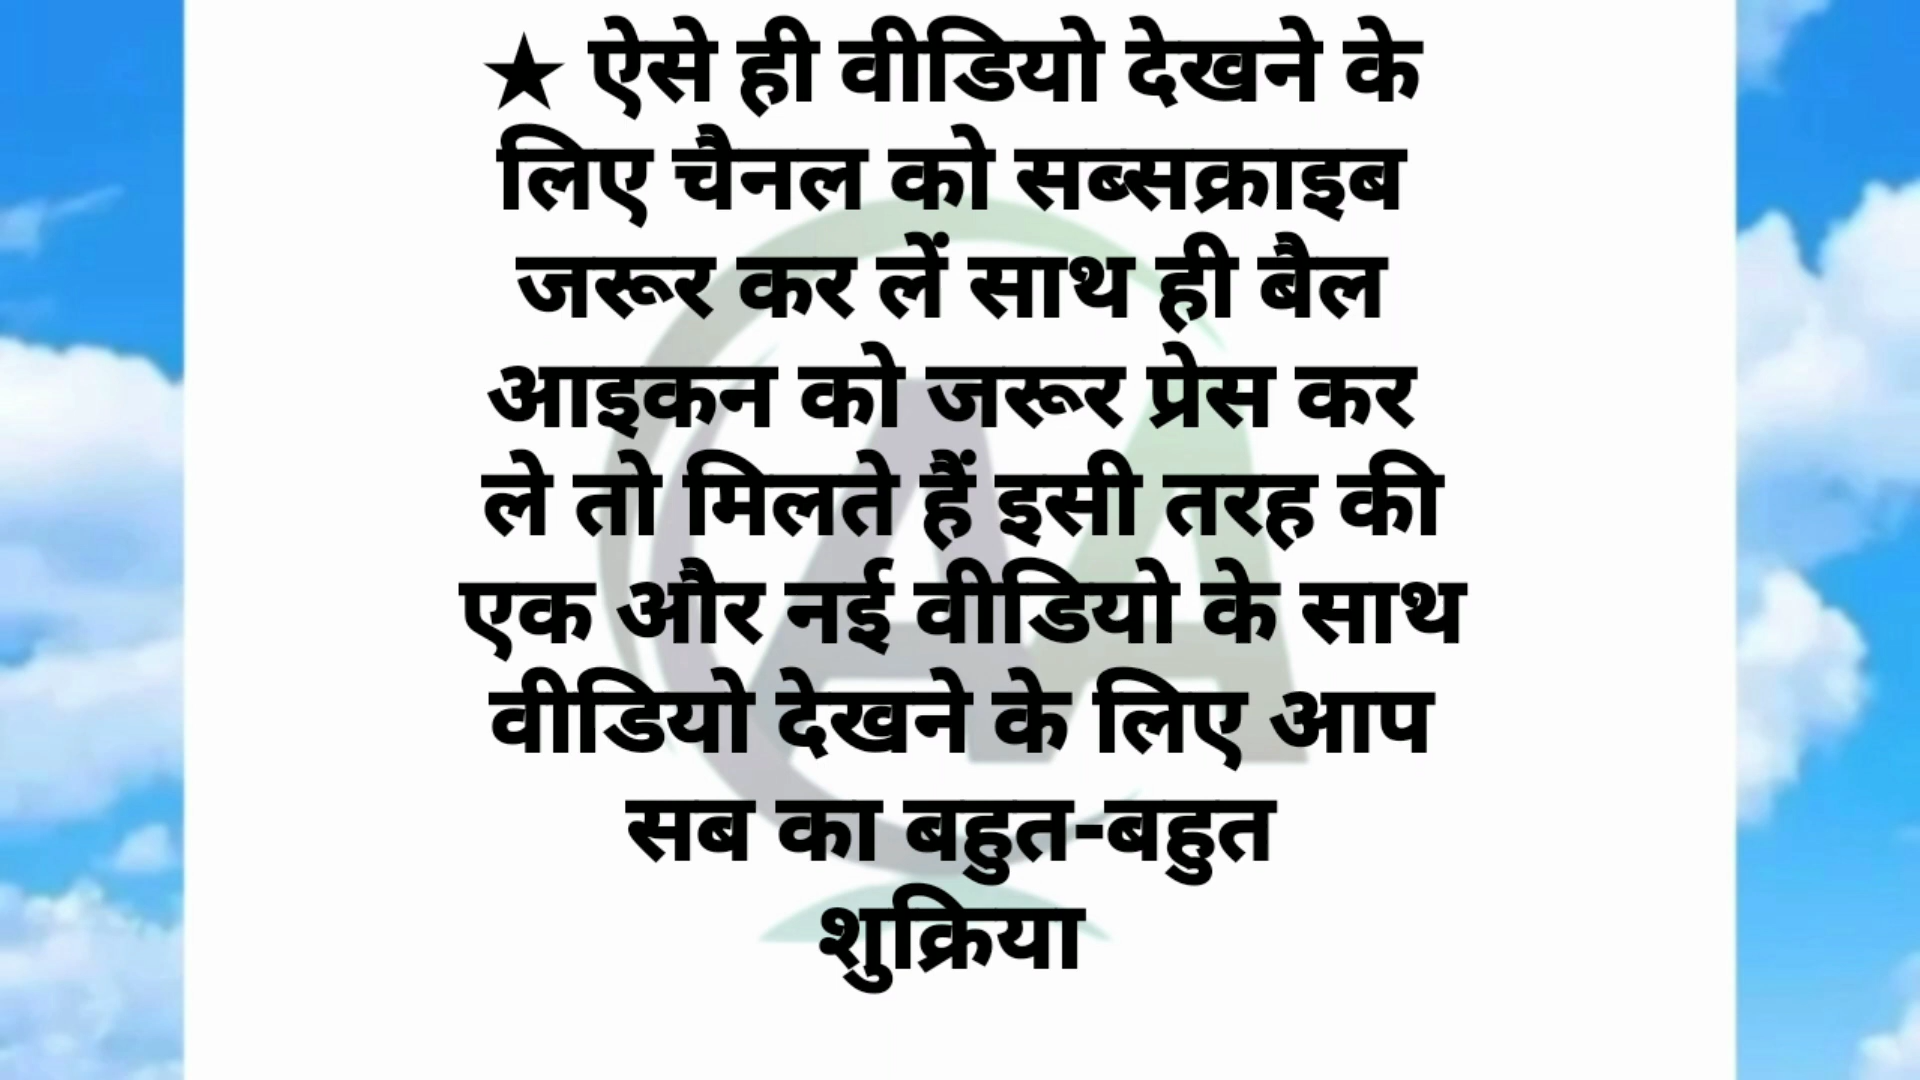 ★ ऐसे ही वीडियो देखने के
लिए चैनल को सब्सक्राइब
जरूर कर लें साथ ही बैल
आइकन को जरूर प्रेस कर
ले तो मिलते हैं इसी तरह की
एक और नई वीडियो के साथ
वीडियो देखने के लिए आप
सब का बहुत-बहुत
शुक्रिया
AA